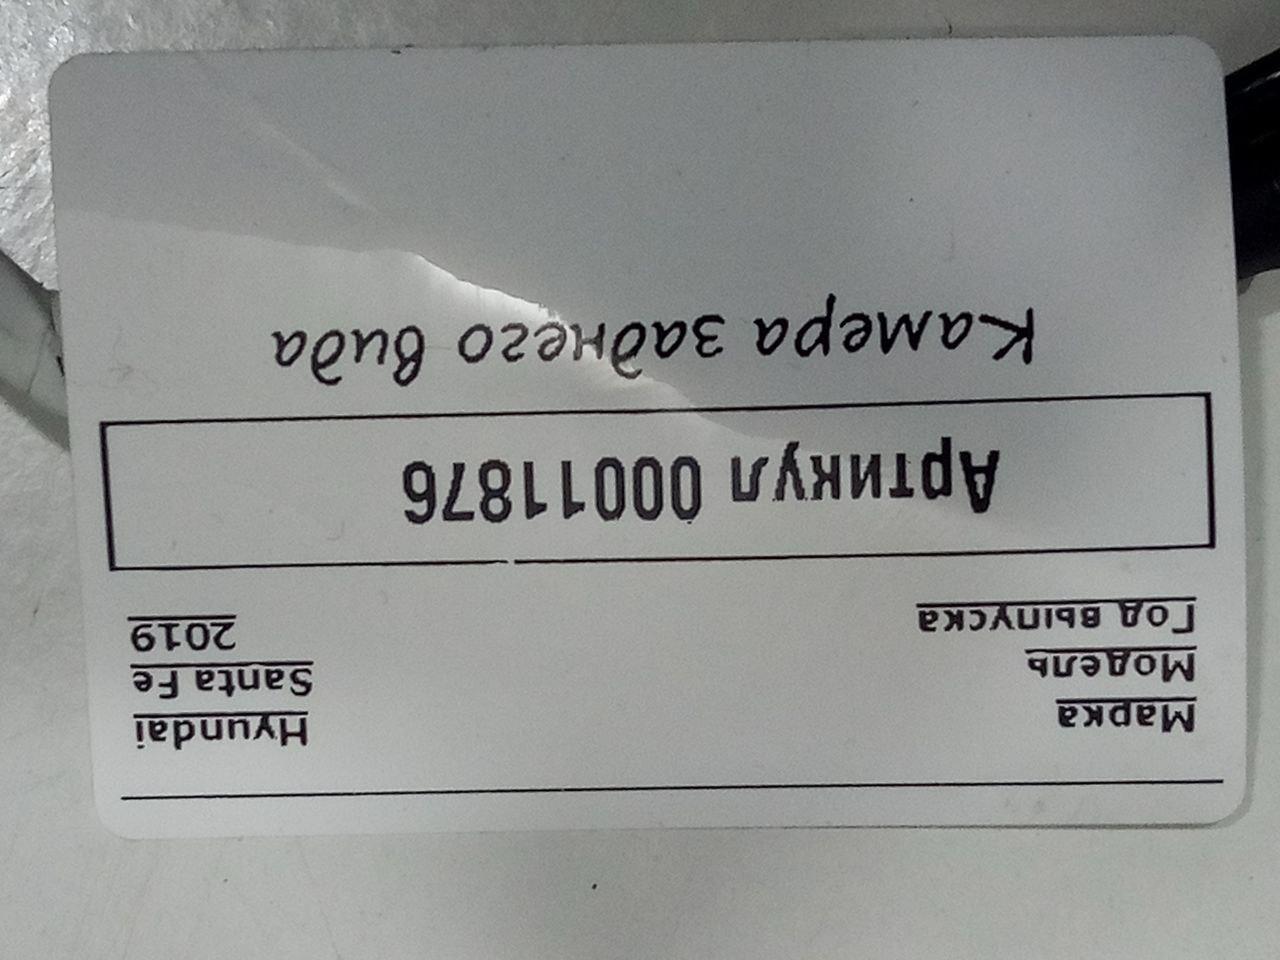 Марка Hyundai
Модель Santa Fe
Год выпуска 2019
Артикул 00011876
Камера заднего вида